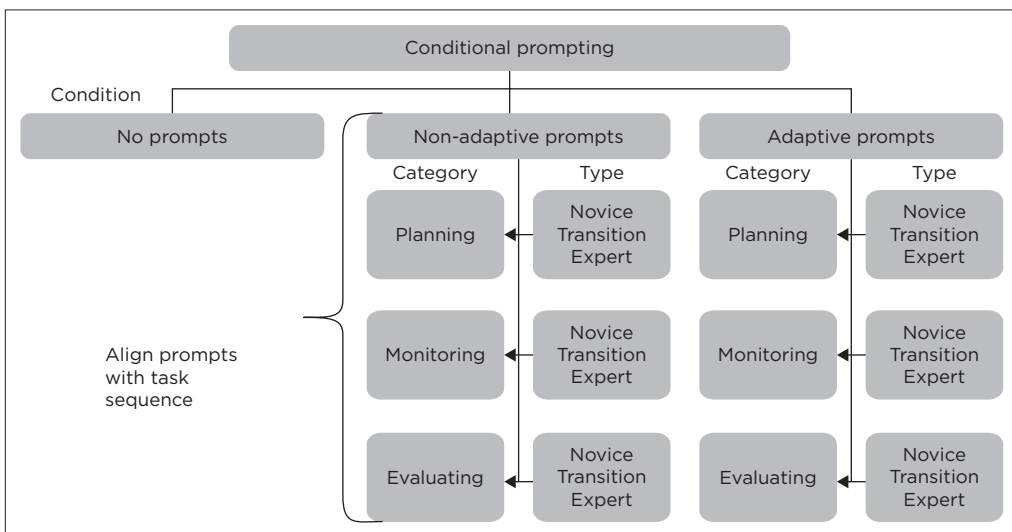 Conditional prompting
Condition
No prompts
Non-adaptive prompts
Adaptive prompts
Category
Type
Category
Type
Planning
Novice
Transition
Expert
Planning
Novice
Transition
Expert
Monitoring
Novice
Transition
Expert
Monitoring
Novice
Transition
Expert
Align prompts
with task
sequence
Evaluating
Novice
Transition
Expert
Evaluating
Novice
Transition
Expert